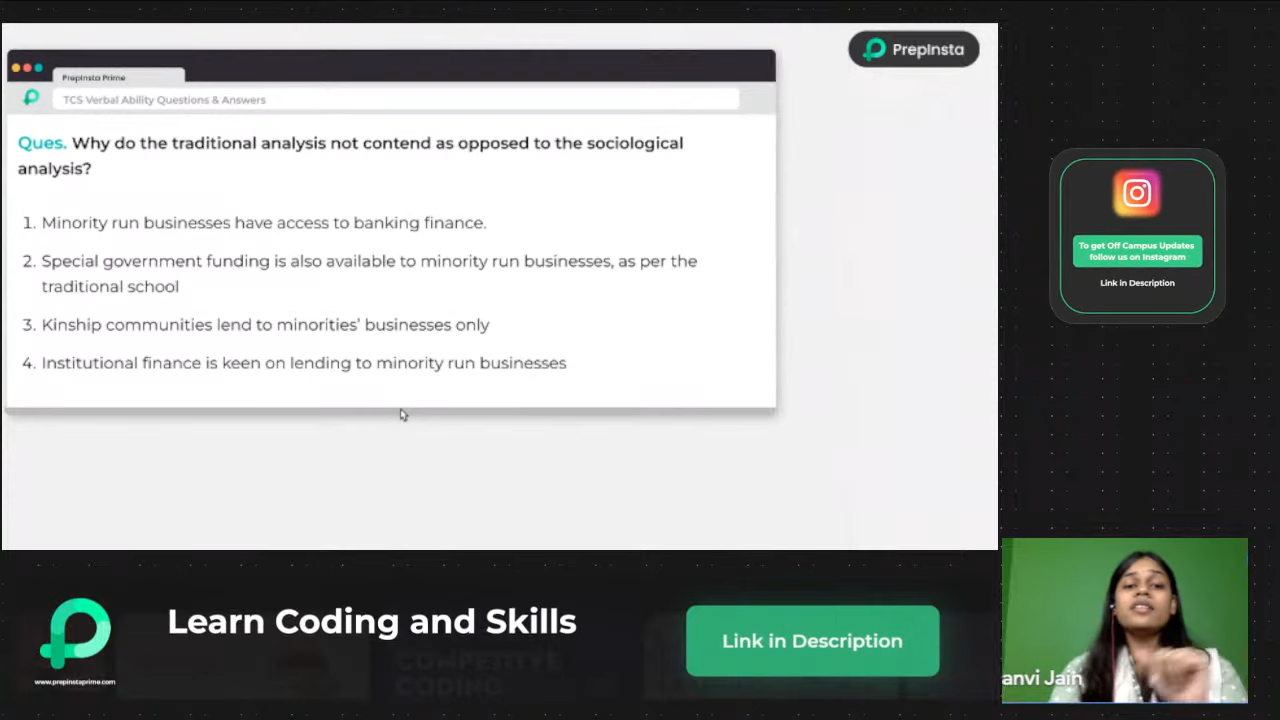 PrepInsta
PrepInsta Prime
TCS Verbal Ability Questions & Answers
Ques. Why do the traditional analysis not contend as opposed to the sociological
analysis?
1. Minority run businesses have access to banking finance.
2. Special government funding is also available to minority run businesses, as per the
traditional school
3. Kinship communities lend to minorities' businesses only
4. Institutional finance is keen on lending to minority run businesses
To get Off Campus Updates
follow us on Instagram
Link in Description
Learn Coding and Skills
Link in Description
www.prepinstaprime.com
COMPETITIVE
CODING
anvi Jain